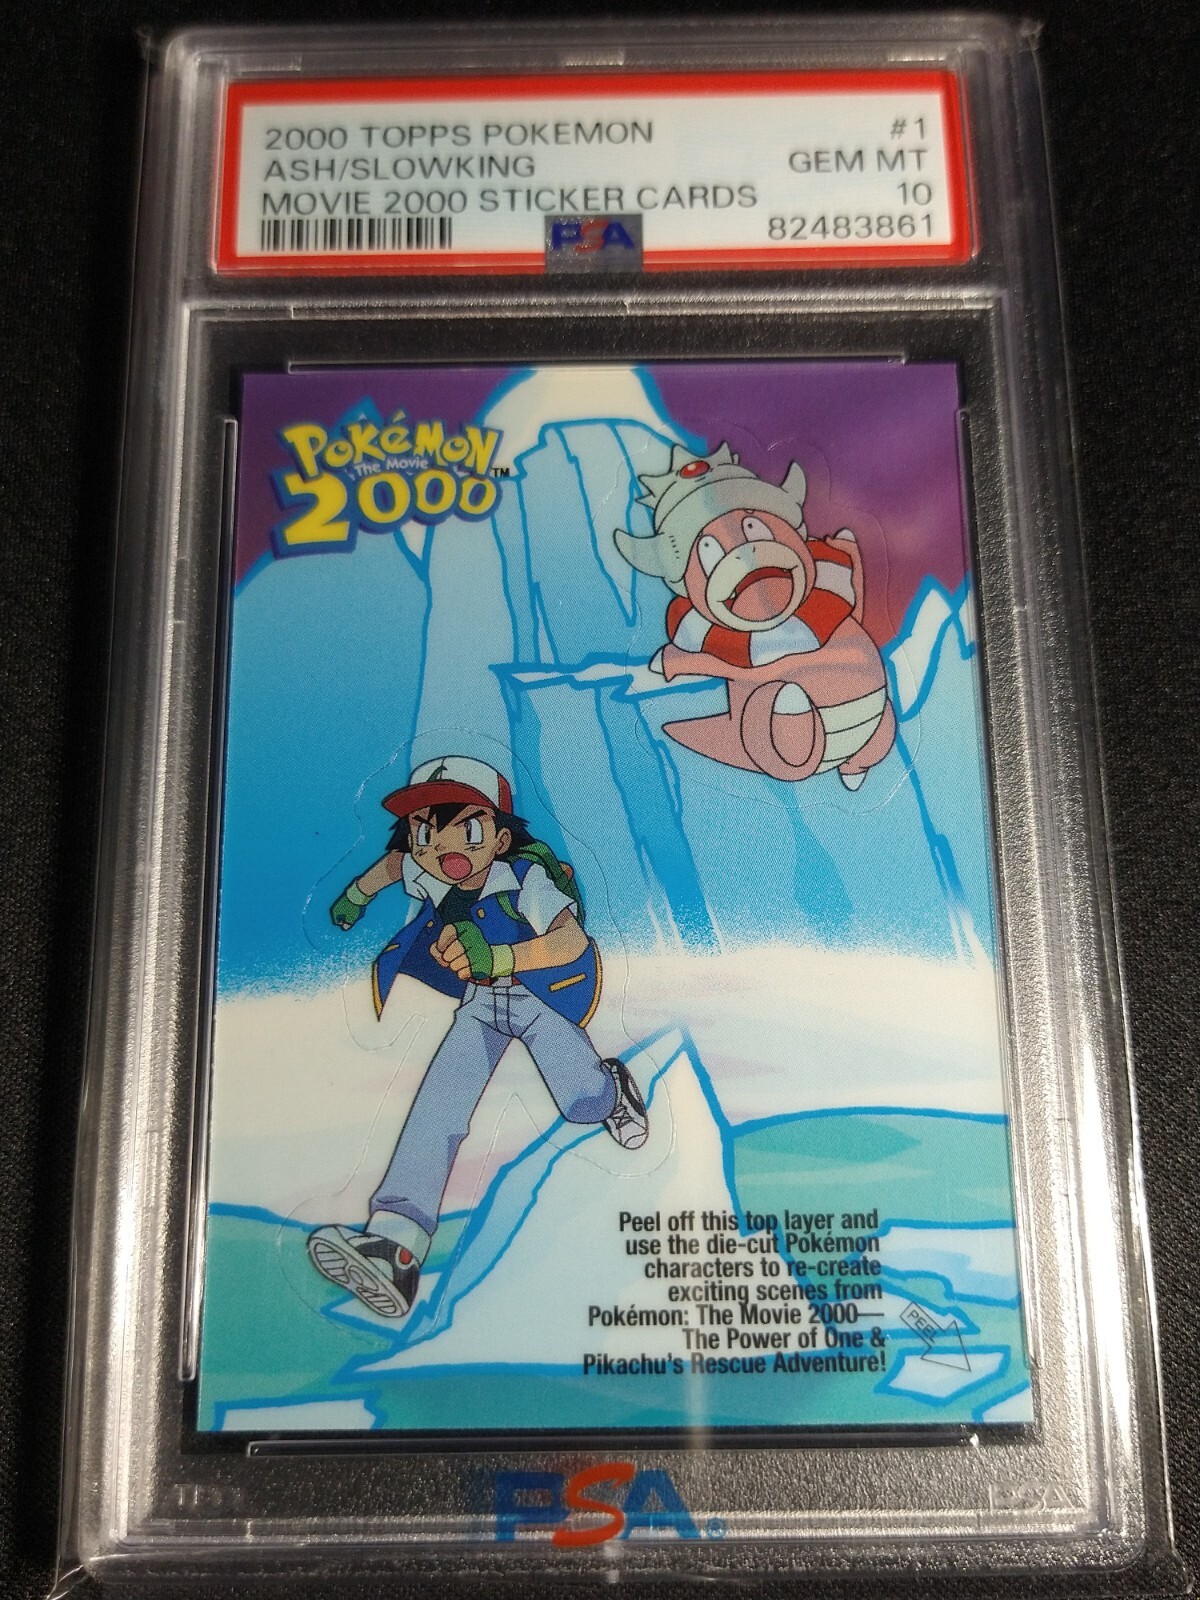 2000 TOPPS POKEMON #1
ASH/SLOWKING GEM MT
MOVIE 2000 STICKER CARDS 10
PSA 82483861
POKéMON
The Movie
2000™
Peel off this top layer and
use the die-cut Pokémon
characters to re-create
exciting scenes from
Pokémon: The Movie 2000—
The Power of One &
Pikachu's Rescue Adventure!
PEEL
PSA
PSA